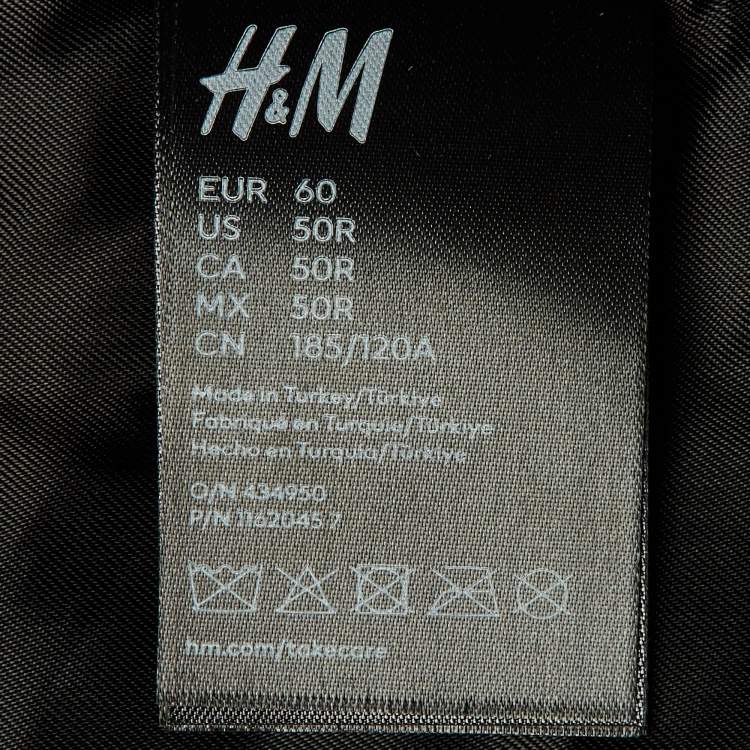 H&M
EUR 60
US 50R
CA 50R
MX 50R
CN 185/120A
Made in Turkey/Türkiye
Fabriqué en Turquie/Türkiye
Hecho en Turquía/Türkiye
O/N 434950
P/N 1162045 7
hm.com/takecare